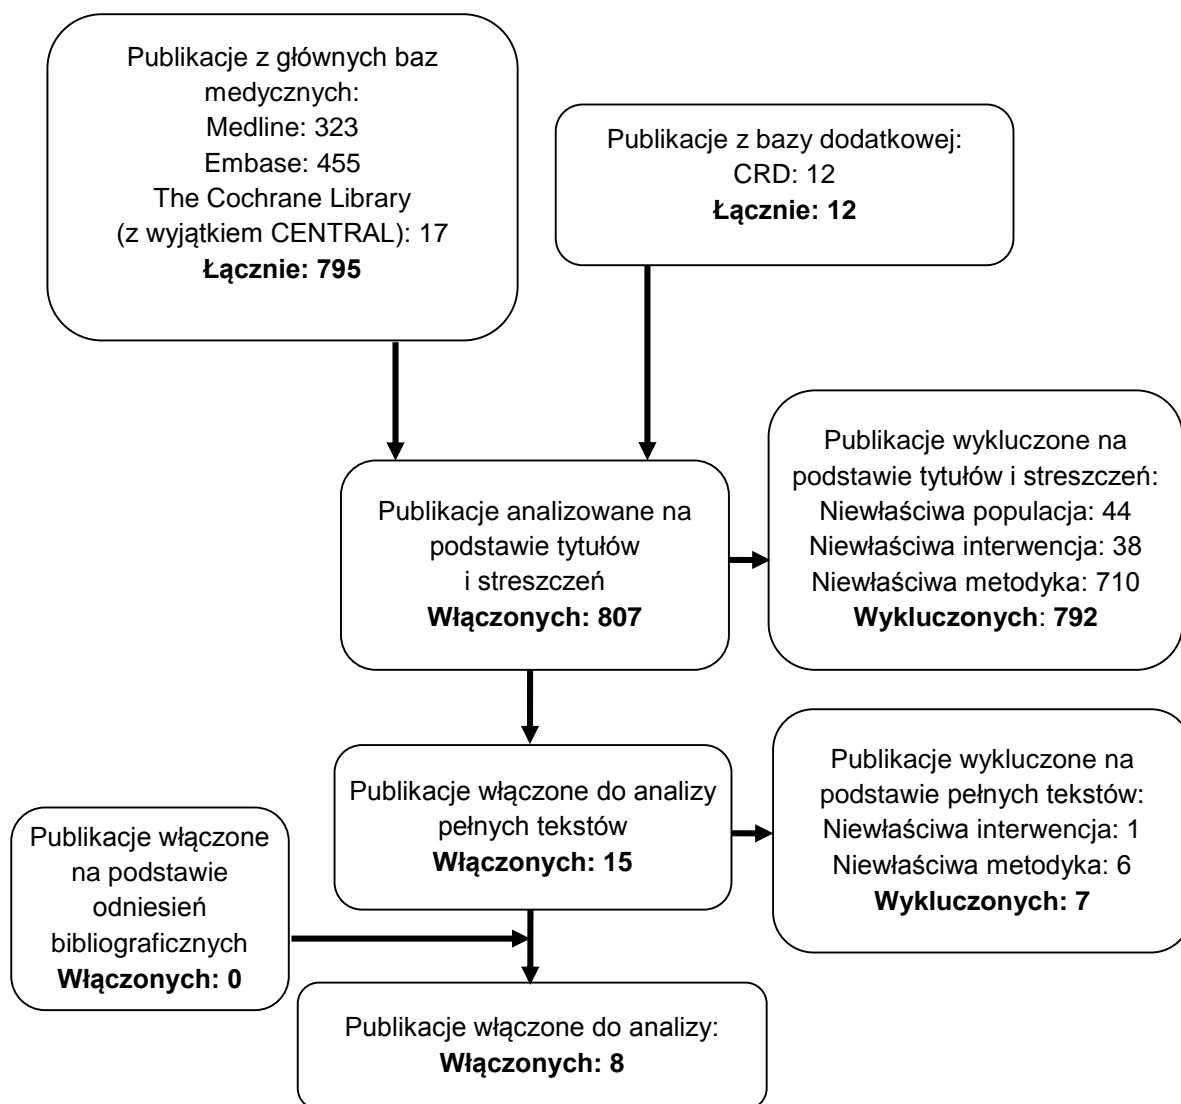 Publikacje z głównych baz
medycznych:
Medline: 323
Embase: 455
The Cochrane Library
(z wyjątkiem CENTRAL): 17
Łącznie: 795
Publikacje z bazy dodatkowej:
CRD: 12
Łącznie: 12
Publikacje analizowane na
podstawie tytułów
i streszczeń
Włączonych: 807
Publikacje wykluczone na
podstawie tytułów i streszczeń:
Niewłaściwa populacja: 44
Niewłaściwa interwencja: 38
Niewłaściwa metodyka: 710
Wykluczonych: 792
Publikacje włączone do analizy
pełnych tekstów
Włączonych: 15
Publikacje wykluczone na
podstawie pełnych tekstów:
Niewłaściwa interwencja: 1
Niewłaściwa metodyka: 6
Wykluczonych: 7
Publikacje włączone
na podstawie
odniesień
bibliograficznych
Włączonych: 0
Publikacje włączone do analizy:
Włączonych: 8